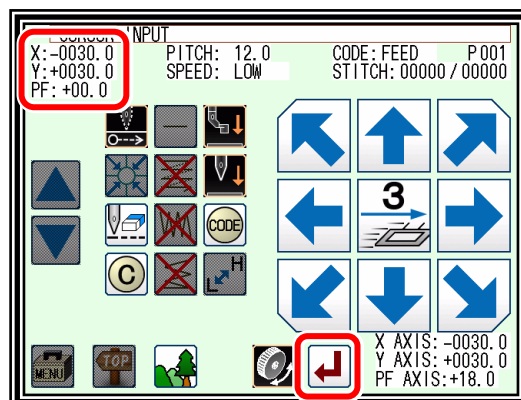 INPUT
X:-0030.0 PITCH: 12.0 CODE:FEED P001
Y:+0030.0 SPEED: LOW STITCH:00000/00000
PF: +00.0
3
CODE
C
H
L
MENU TOP
X AXIS:-0030.0
Y AXIS:+0030.0
PF AXIS:+18.0